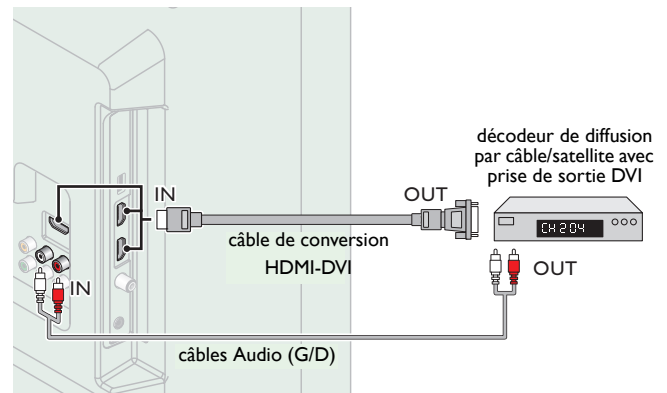 décodeur de diffusion
par câble/satellite avec
prise de sortie DVI
IN
OUT
CH 204
câble de conversion
HDMI-DVI
IN
OUT
câbles Audio (G/D)